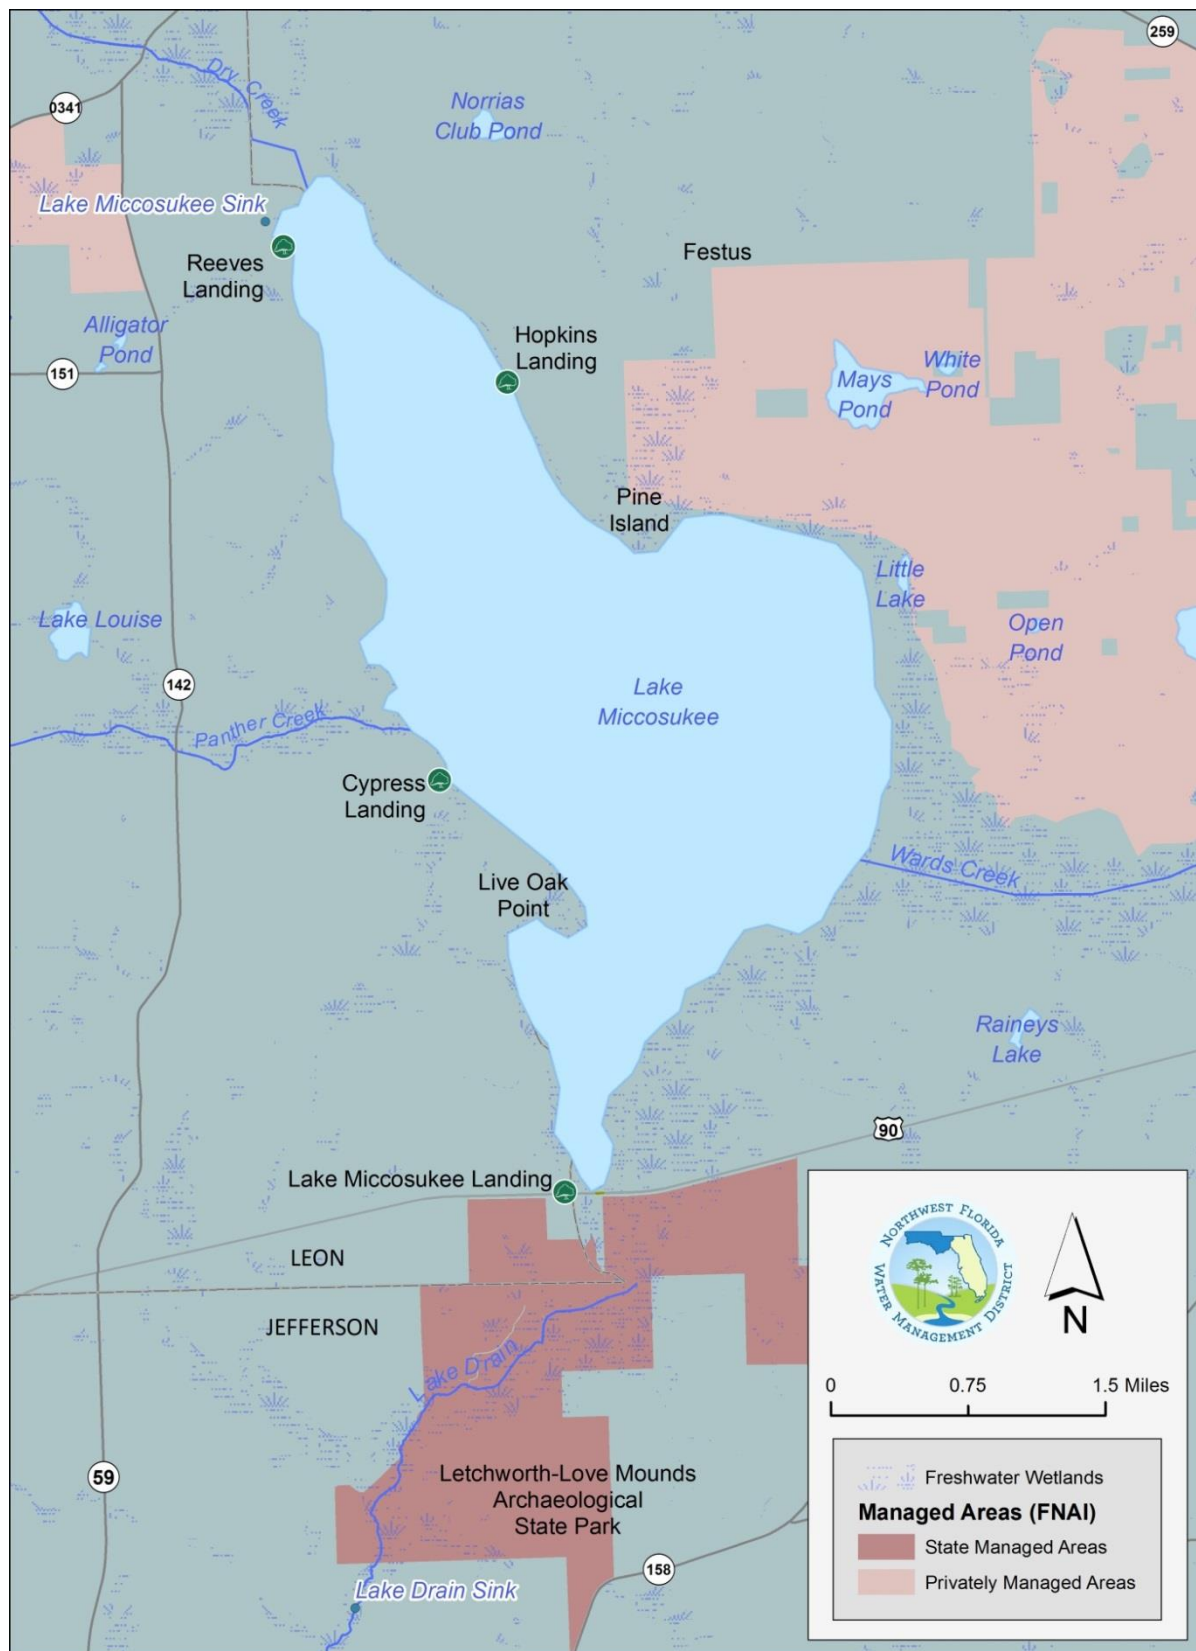 259
Dry Creek
0341
Norrias
Club Pond
Lake Miccosukee Sink
Reeves
Landing
Festus
Alligator
Pond
Hopkins
Landing
151
White
Pond
Mays
Pond
Pine
Island
Little
Lake
Lake Louise
Open
Pond
142
Lake
Miccosukee
Panther Creek
Cypress
Landing
Wards Creek
Live Oak
Point
Raineys
Lake
90
Lake Miccosukee Landing
LEON
JEFFERSON
Lake Drain
59
Letchworth-Love Mounds
Archaeological
State Park
158
Lake Drain Sink
NORTHWEST FLORIDA
WATER MANAGEMENT DISTRICT
N
0 0.75 1.5 Miles
Freshwater Wetlands
Managed Areas (FNAI)
State Managed Areas
Privately Managed Areas